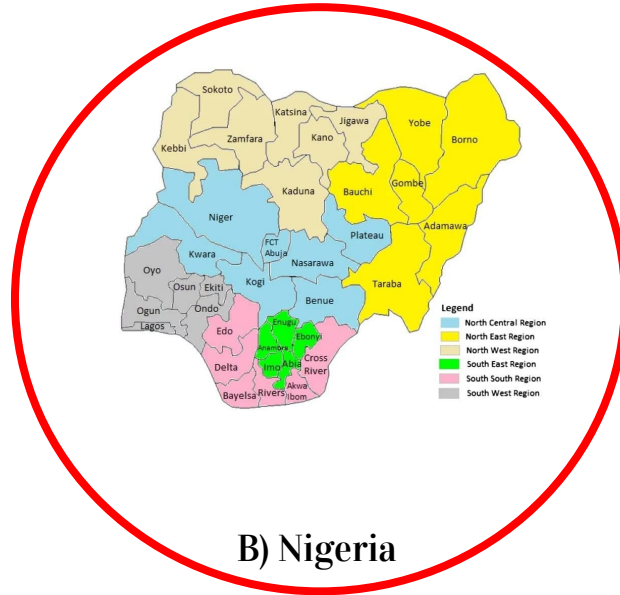 Sokoto
Katsina
Jigawa
Yobe
Borno
Kebbi
Zamfara
Kano
Kaduna
Bauchi
Gombe
Adamawa
Niger
FCT
Abuja
Plateau
Kwara
Nasarawa
Taraba
Oyo
Kogi
Benue
Osun
Ekiti
Ogun
Ondo
Lagos
Edo
Enugu
Ebonyi
Anambra
Imo
Abia
Cross
River
Delta
Bayelsa
Rivers
Akwa
Ibom
Legend
North Central Region
North East Region
North West Region
South East Region
South South Region
South West Region
B) Nigeria